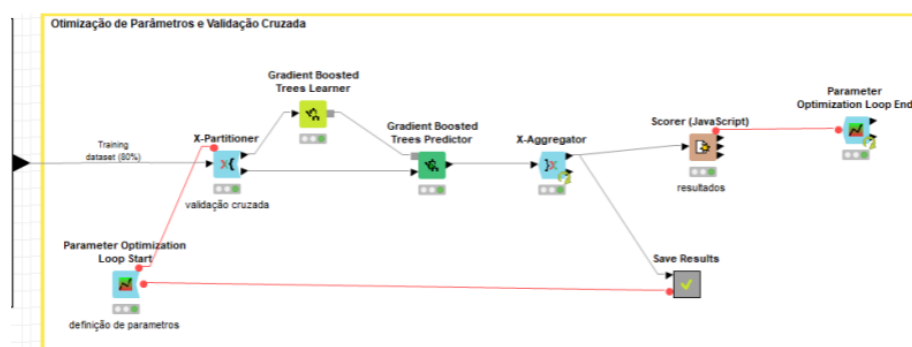 Otimização de Parâmetros e Validação Cruzada
Gradient Boosted
Trees Learner
Parameter
Optimization Loop End
Training
dataset (80%)
X-Partitioner
Gradient Boosted
Trees Predictor
X-Aggregator
Scorer (JavaScript)
validação cruzada
resultados
Parameter Optimization
Loop Start
Save Results
definição de parametros